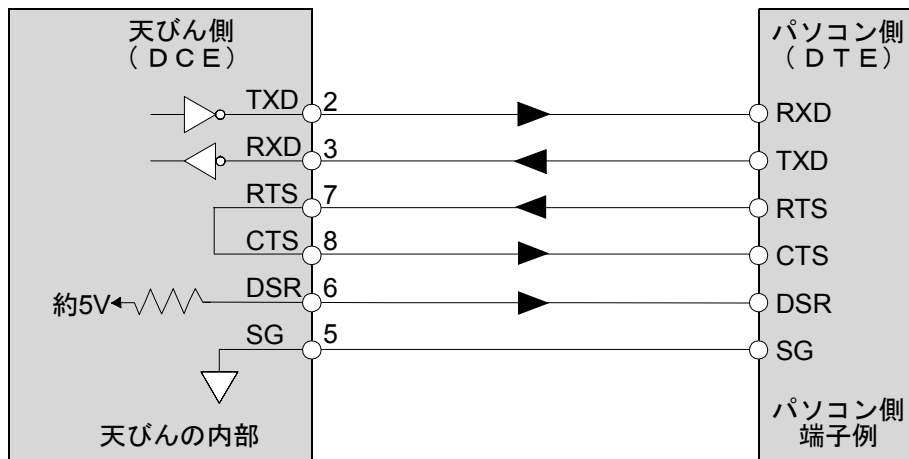 天びん側
（ＤＣＥ）
パソコン側
（ＤＴＥ）
TXD 2 RXD
RXD 3 TXD
RTS 7 RTS
CTS 8 CTS
約5V DSR 6 DSR
SG 5 SG
天びんの内部
パソコン側
端子例